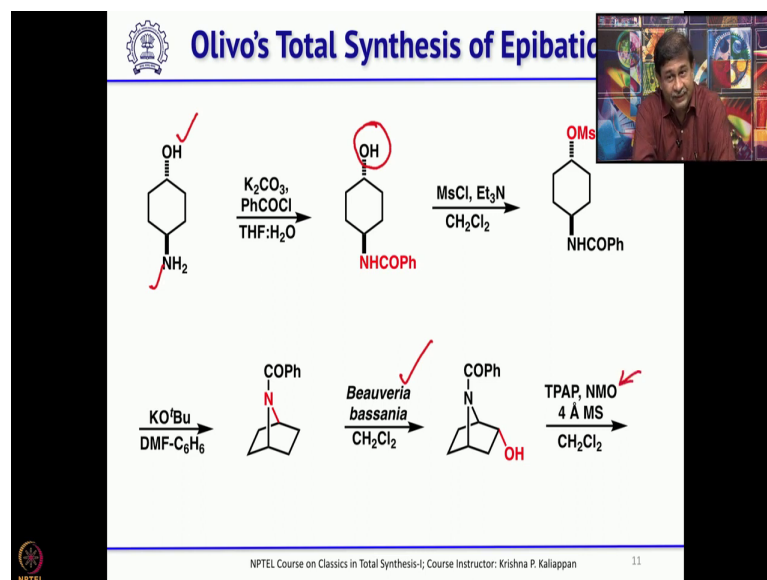 Olivo's Total Synthesis of Epibatid
OH
NH2
K2CO3,
PhCOCl
THF:H2O
OH
NHCOPh
MsCl, Et3N
CH2Cl2
OMs
NHCOPh
KOtBu
DMF-C6H6
COPh
N
Beauveria
bassania
CH2Cl2
COPh
N
OH
TPAP, NMO
4 Å MS
CH2Cl2
NPTEL
NPTEL Course on Classics in Total Synthesis-I; Course Instructor: Krishna P. Kaliappan
11